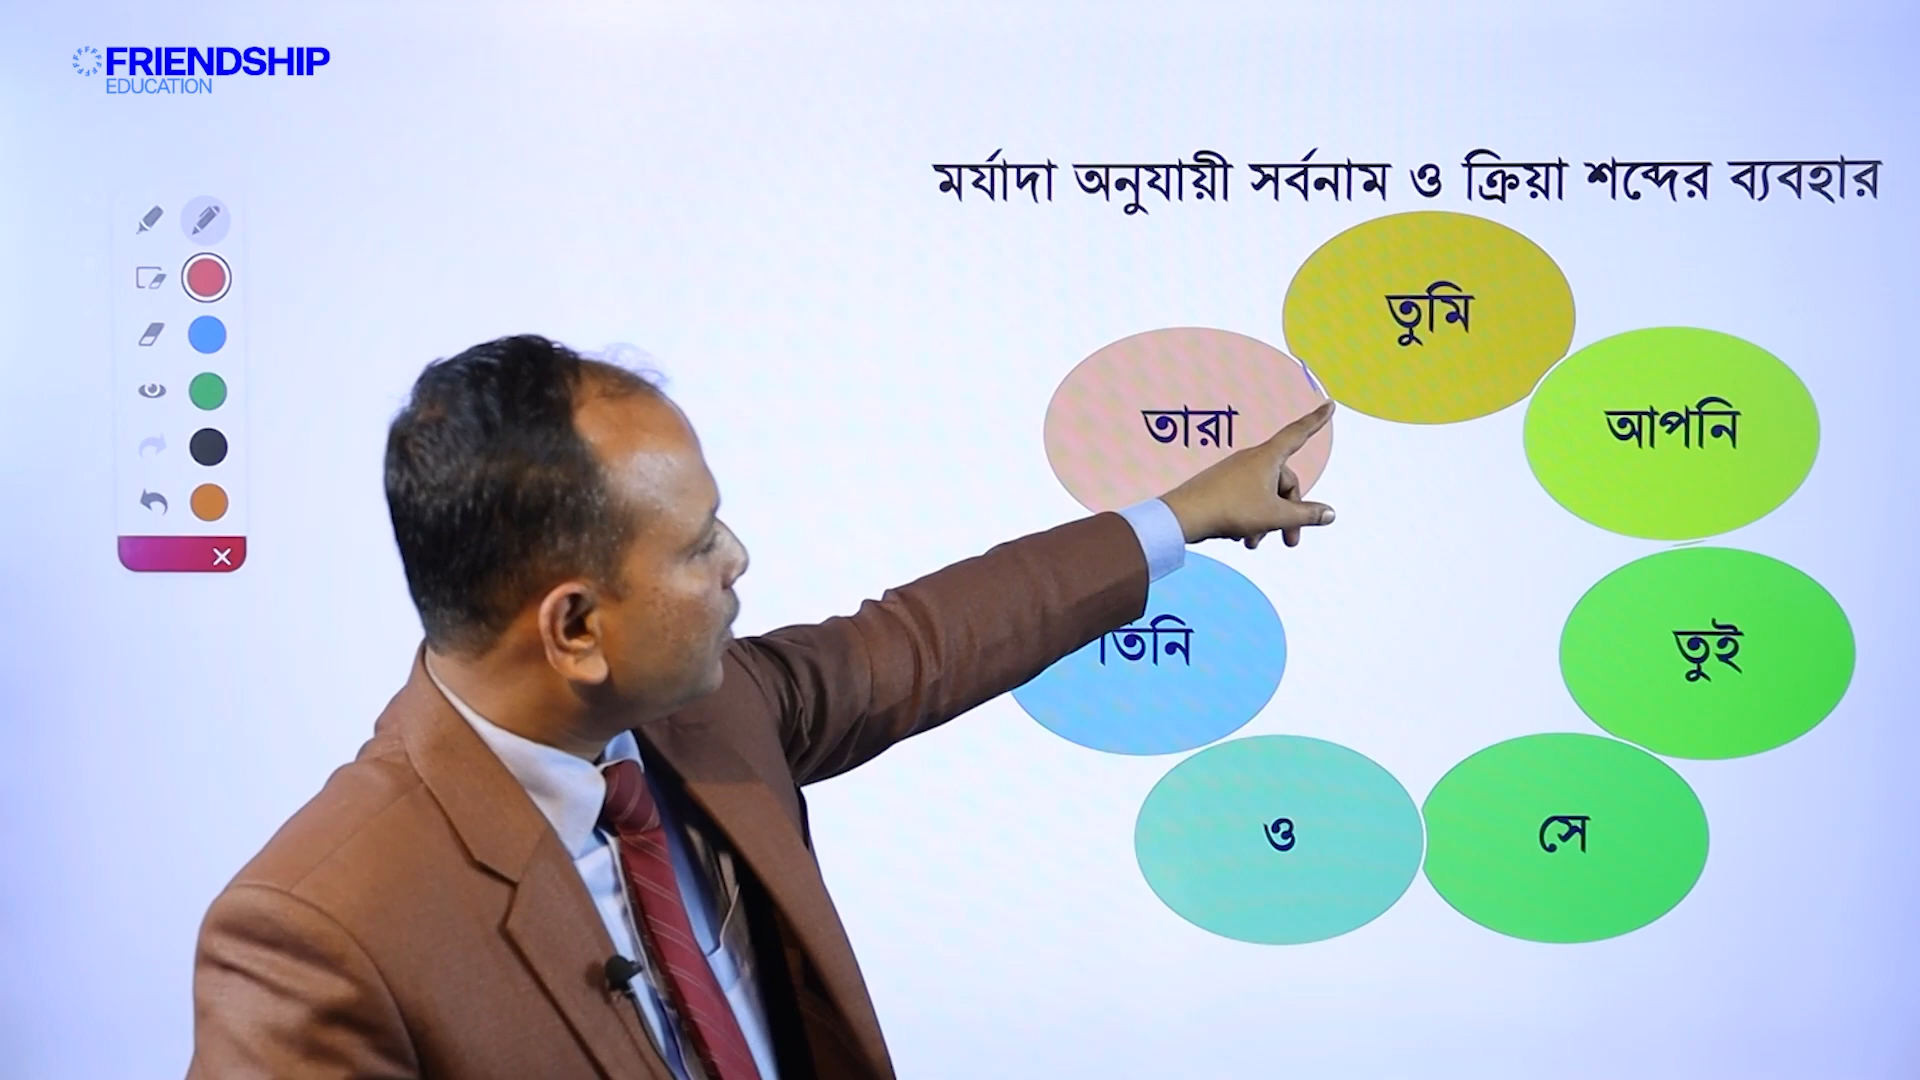 FRIENDSHIP
EDUCATION
মর্যাদা অনুযায়ী সর্বনাম ও ক্রিয়া শব্দের ব্যবহার
তুমি
তারা
আপনি
তিনি
তুই
ও
সে